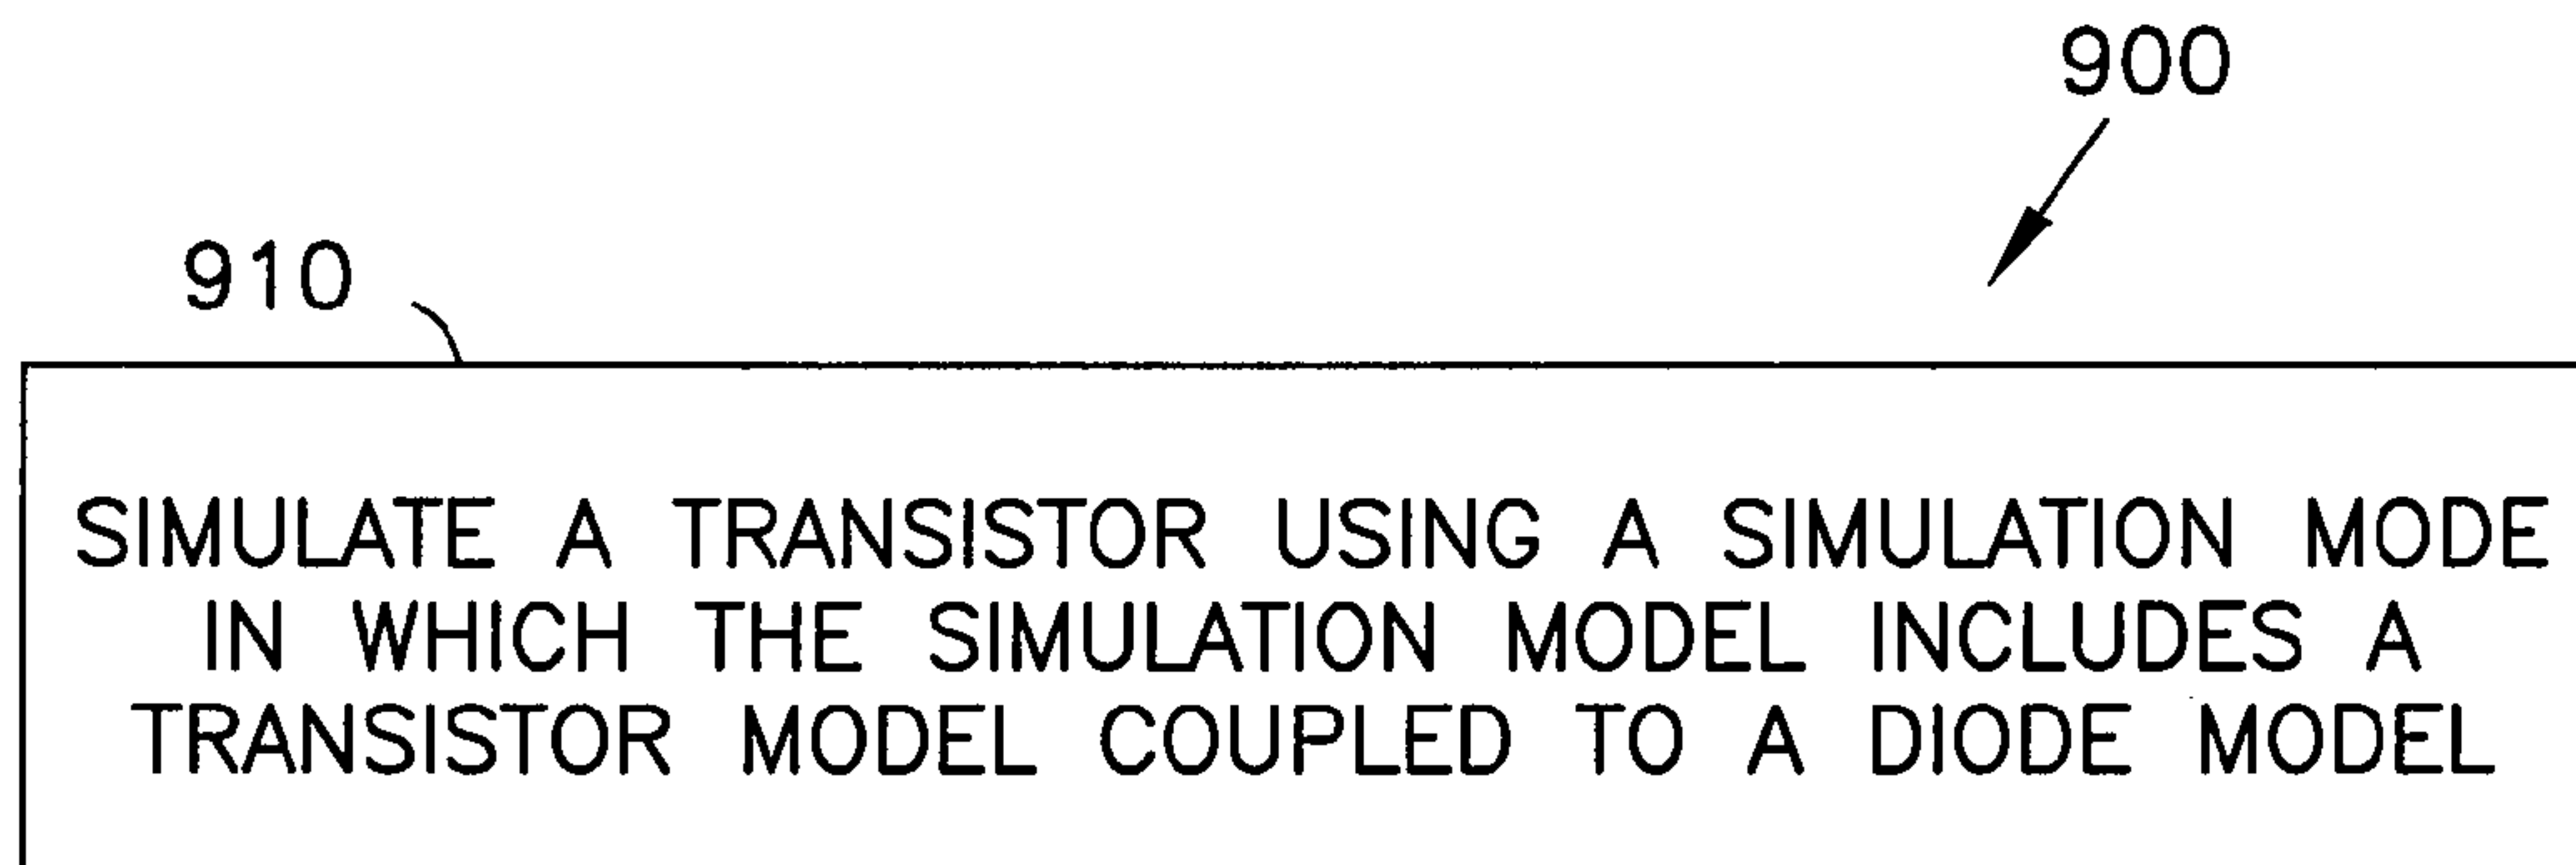 900
910
SIMULATE A TRANSISTOR USING A SIMULATION MODE
IN WHICH THE SIMULATION MODEL INCLUDES A
TRANSISTOR MODEL COUPLED TO A DIODE MODEL